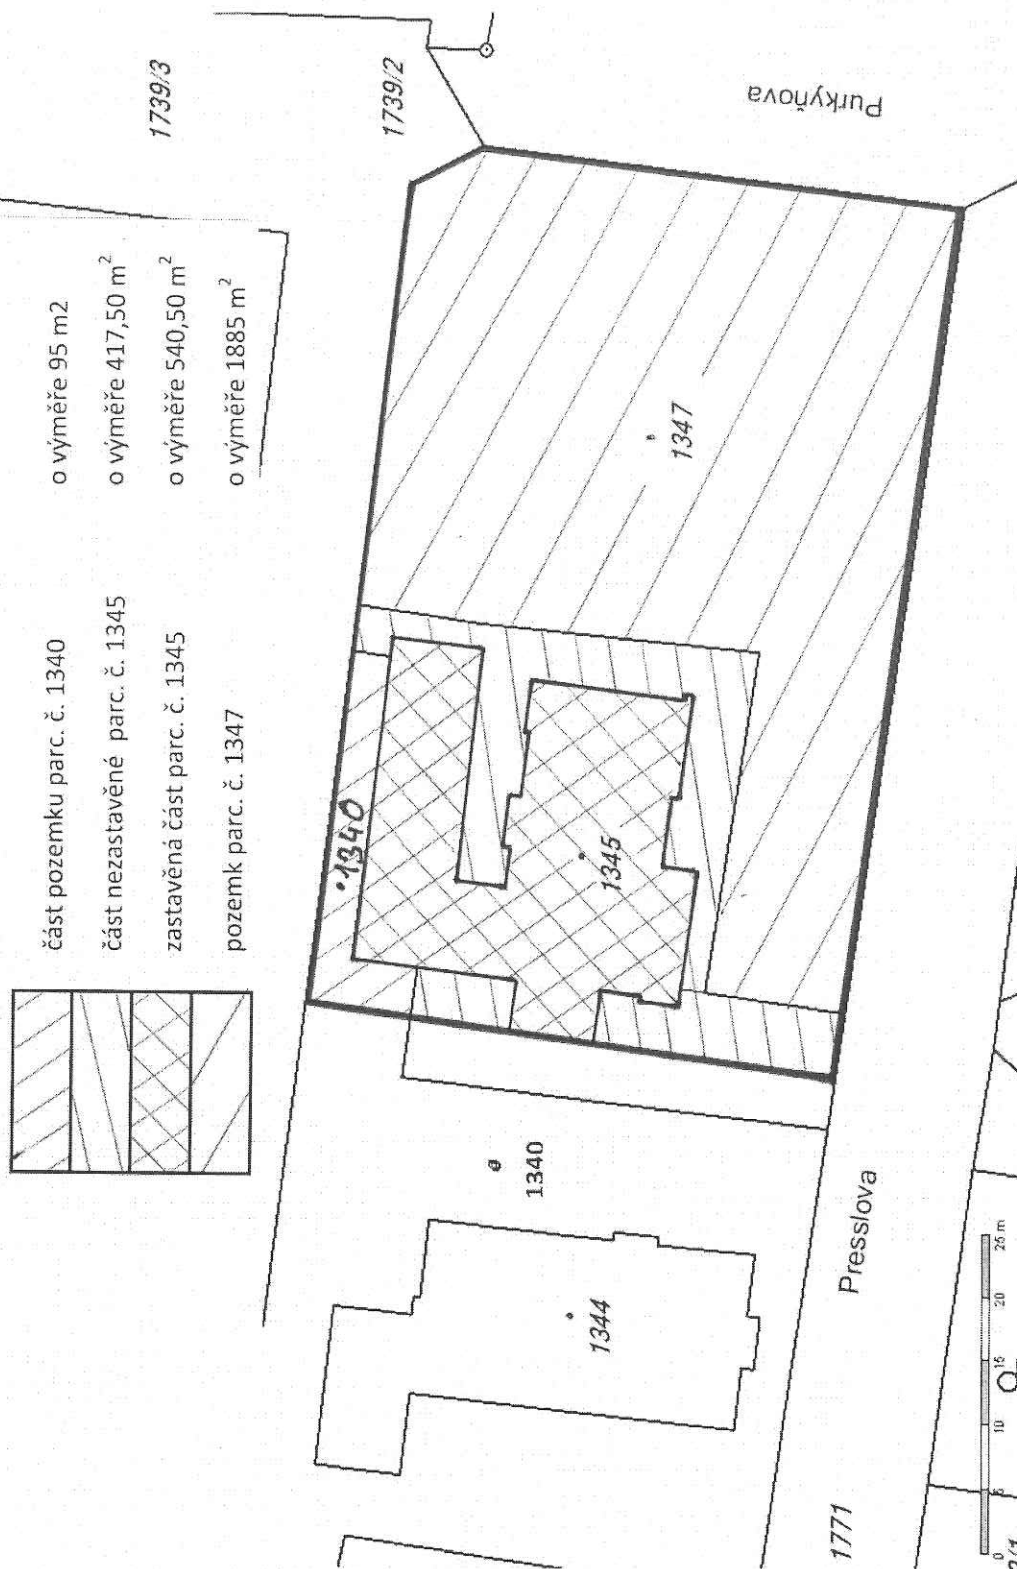 část pozemku parc. č. 1340 o výměře 95 m2
část nezastavěné parc. č. 1345 o výměře 417,50 m²
zastavěná část parc. č. 1345 o výměře 540,50 m²
pozemk parc. č. 1347 o výměře 1885 m²
1739/3
1739/2
Purkyňova
1340
1347
1345
1340
1344
Presslova
1771
0 5 10 15 20 25 m